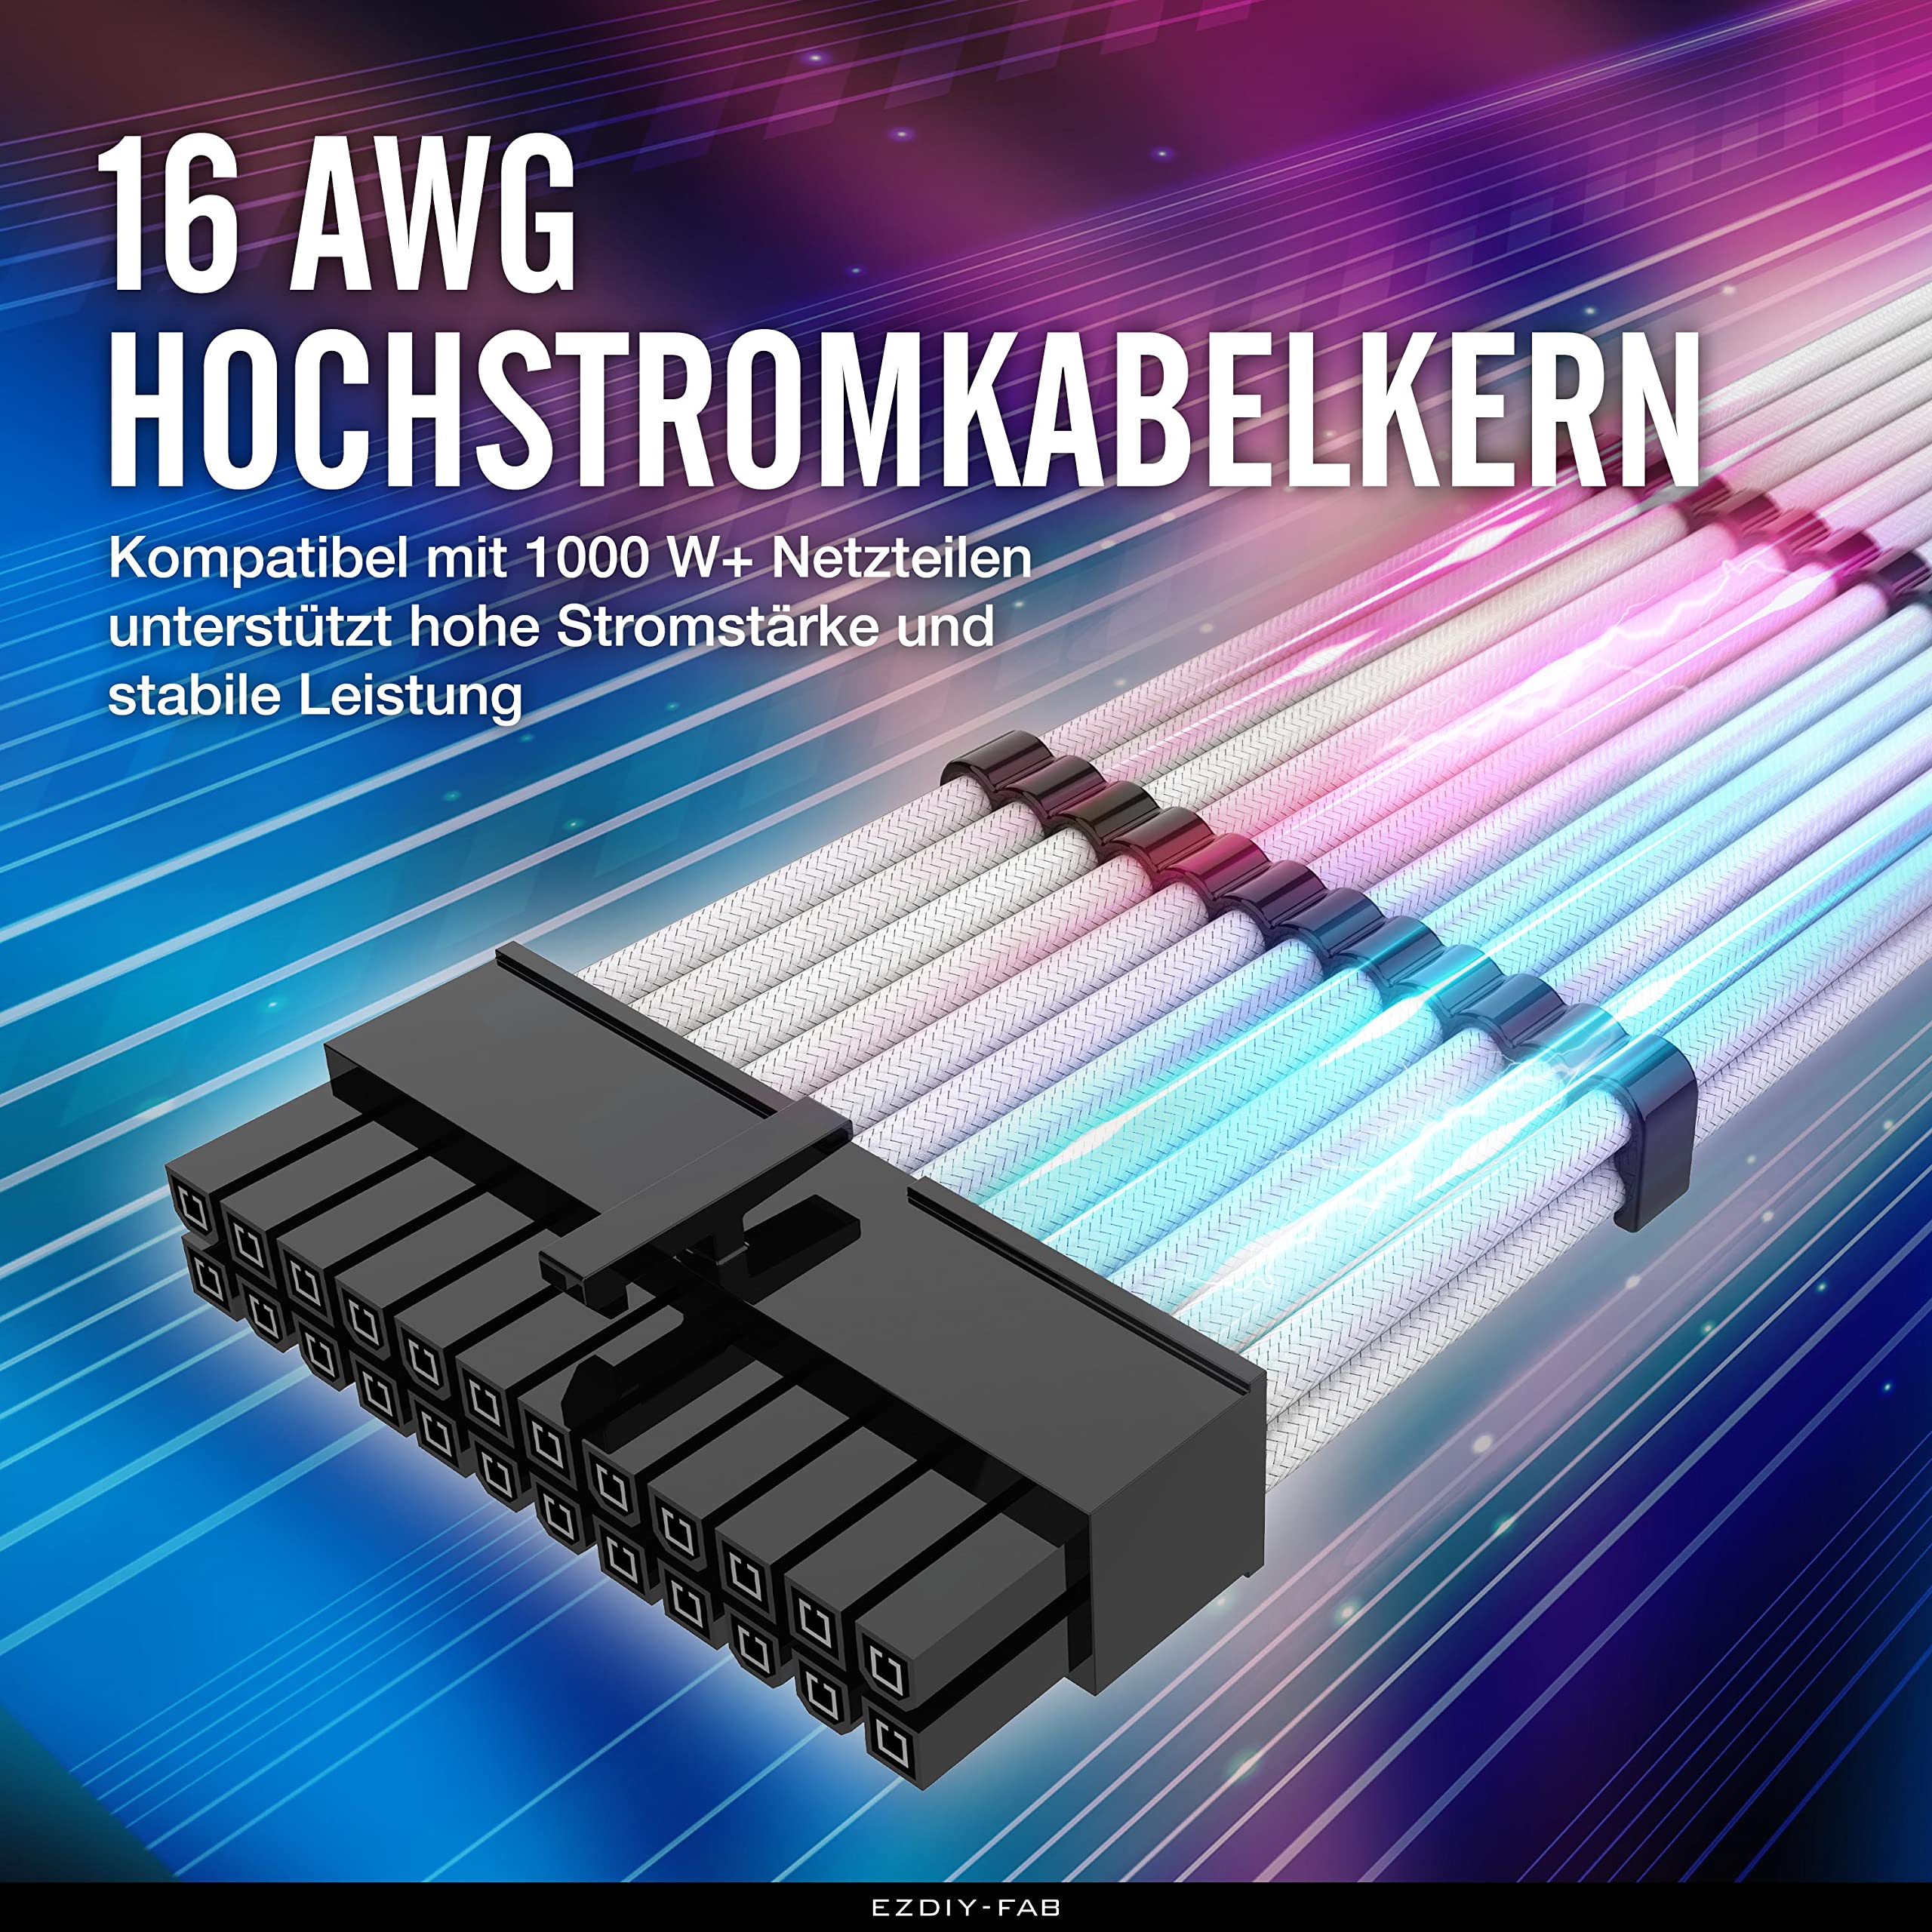 16 AWG
HOCHSTROMKABELKERN
Kompatibel mit 1000 W+ Netzteilen
unterstützt hohe Stromstärke und
stabile Leistung
EZDIY-FAB